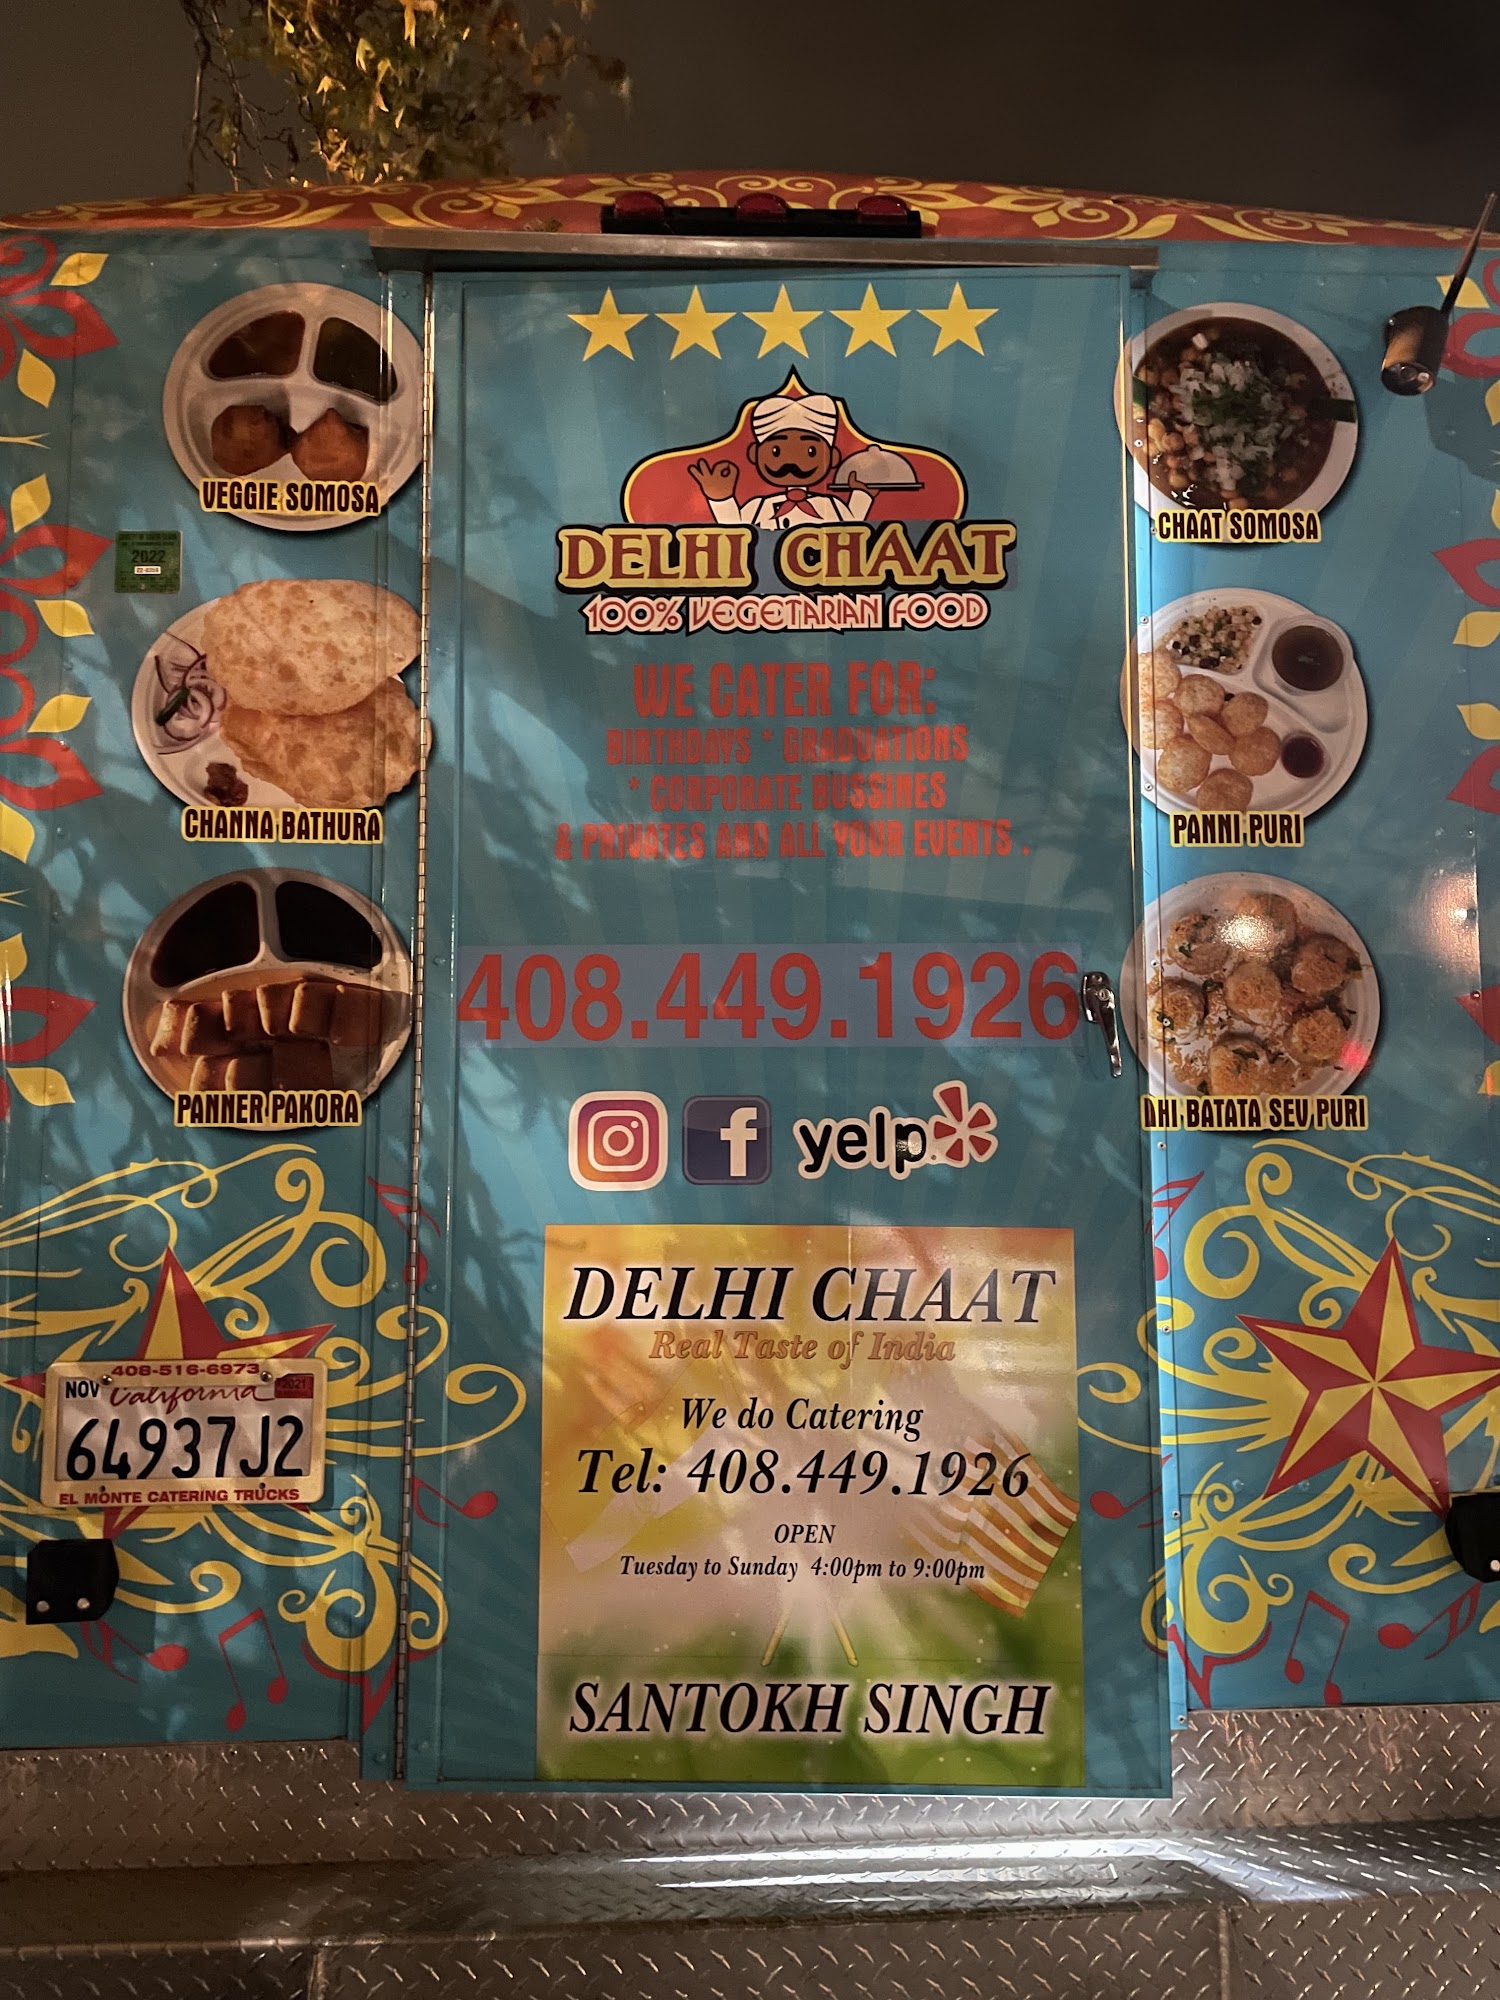 VEGGIE SOMOSA
CHANNA BATHURA
PANNER PAKORA
2022
DELHI CHAAT
100% VEGETARIAN FOOD
WE CATER FOR:
BIRTHDAYS * GRADUATIONS
* CORPORATE BUSSINES
& PRIVATES AND ALL YOUR EVENTS .
408.449.1926
yelp
DELHI CHAAT
Real Taste of India
We do Catering
Tel: 408.449.1926
OPEN
Tuesday to Sunday 4:00pm to 9:00pm
SANTOKH SINGH
CHAAT SOMOSA
PANNI PURI
DHI BATATA SEV PURI
408-516-6973
NOV California 2021
64937J2
EL MONTE CATERING TRUCKS